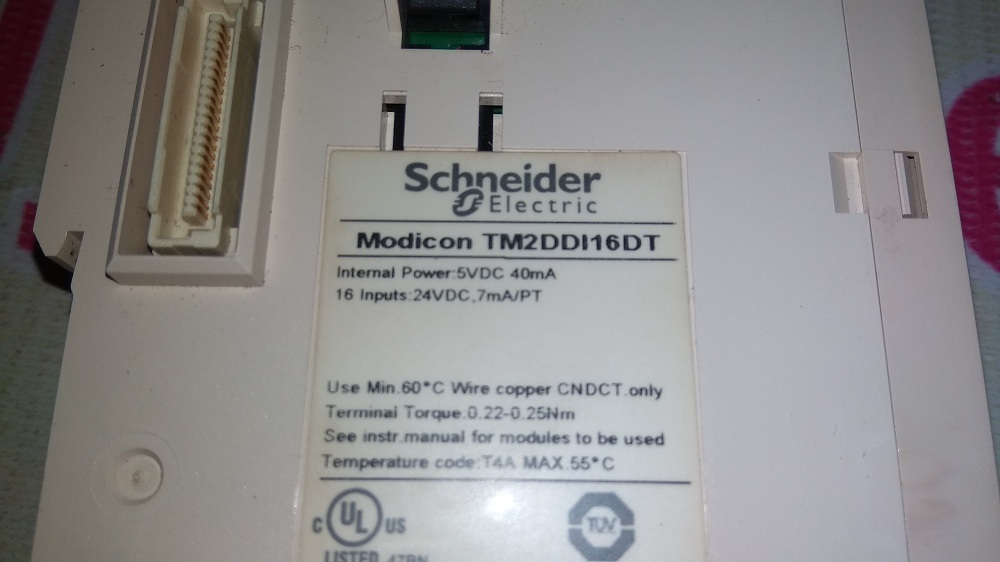 Schneider
Electric
Modicon TM2DDI16DT
Internal Power:5VDC 40mA
16 Inputs:24VDC,7mA/PT
Use Min.60°C Wire copper CNDCT.only
Terminal Torque.0.22-0.25Nm
See instr.manual for modules to be used
Temperature code:T4A MAX.55°C
C UL US
TÜV
LISTED